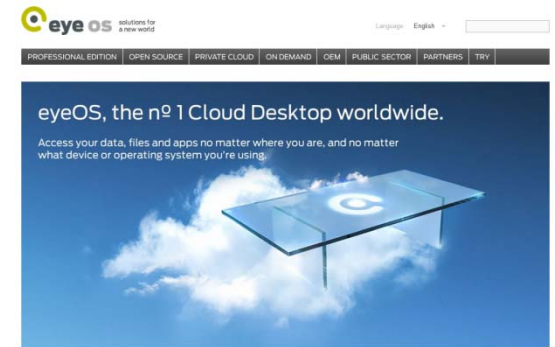 eye os solutions for
a new world
Language English
PROFESSIONAL EDITION OPEN SOURCE PRIVATE CLOUD ON DEMAND OEM PUBLIC SECTOR PARTNERS TRY
eyeOS, the nº 1 Cloud Desktop worldwide.
Access your data, files and apps no matter where you are, and no matter
what device or operating system you're using.